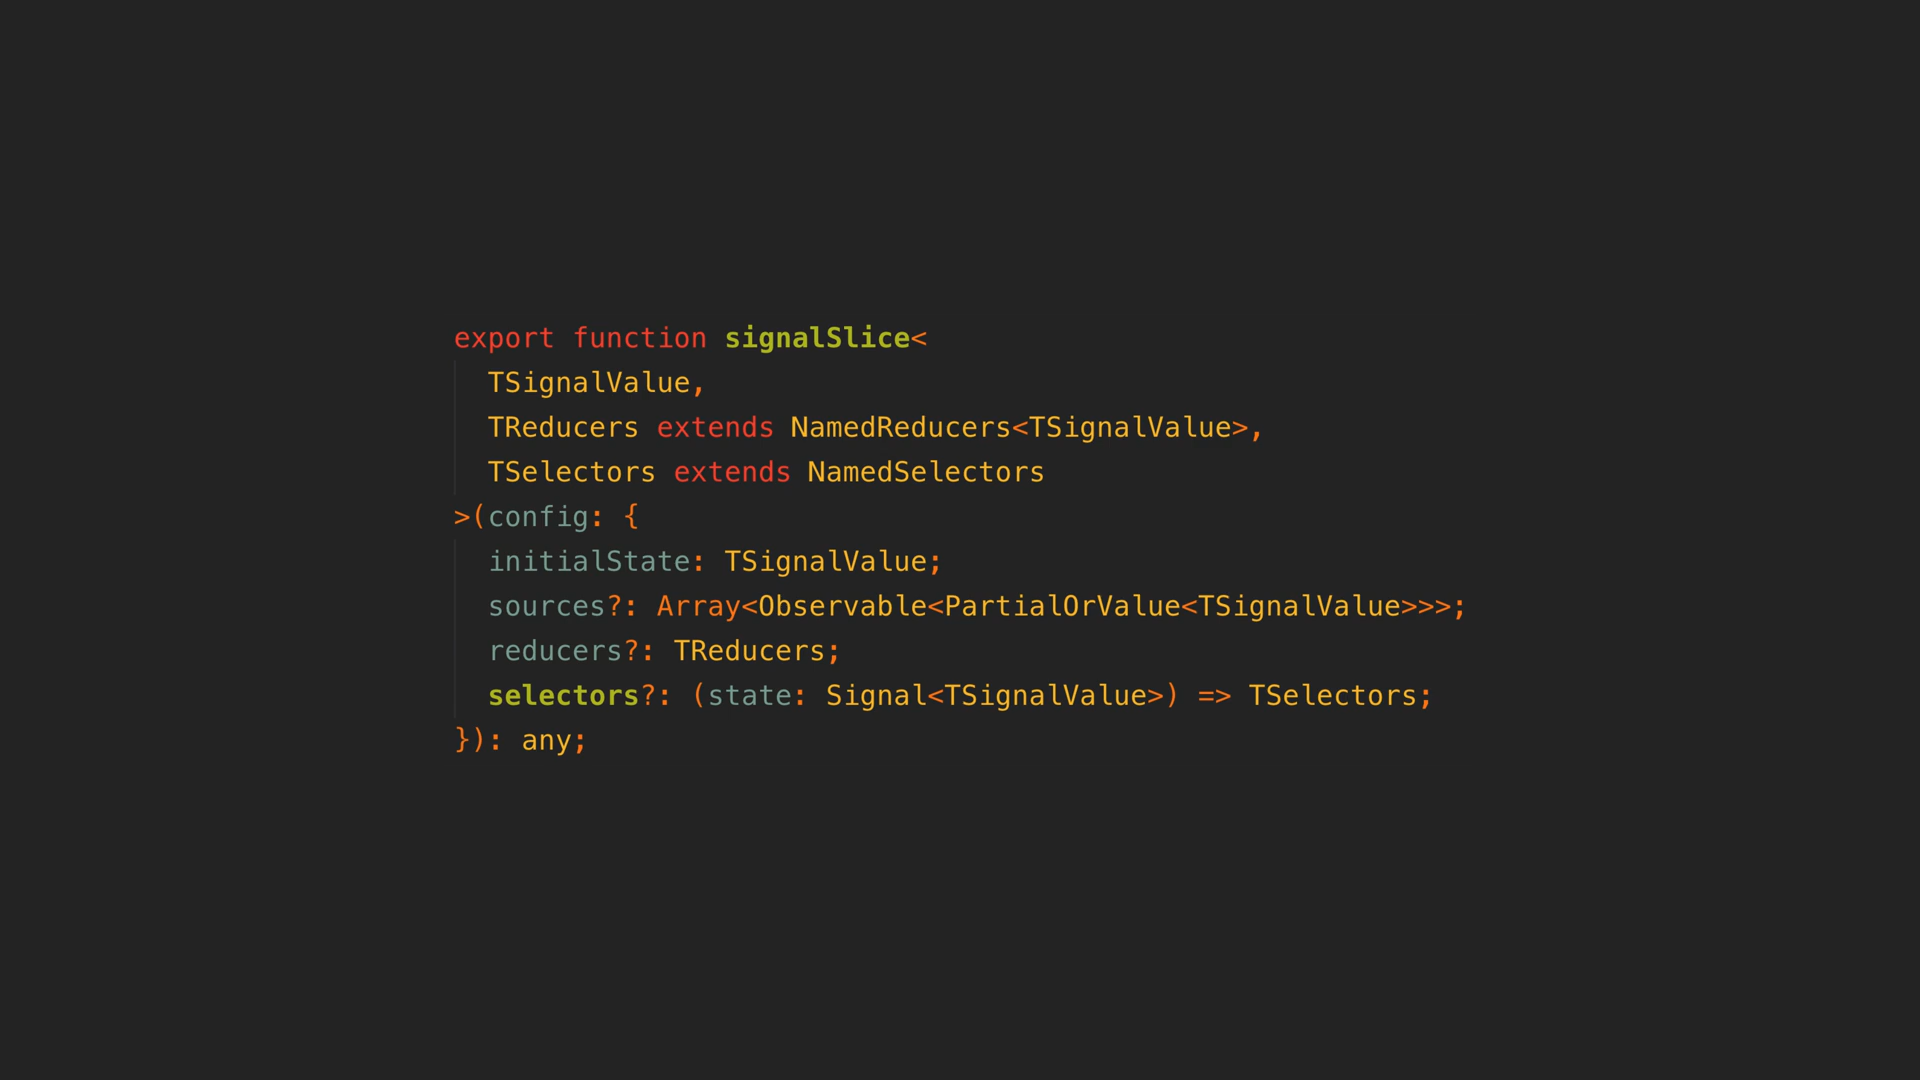 export function signalSlice<
  TSignalValue,
  TReducers extends NamedReducers<TSignalValue>,
  TSelectors extends NamedSelectors
>(config: {
  initialState: TSignalValue;
  sources?: Array<Observable<PartialOrValue<TSignalValue>>>;
  reducers?: TReducers;
  selectors?: (state: Signal<TSignalValue>) => TSelectors;
}): any;